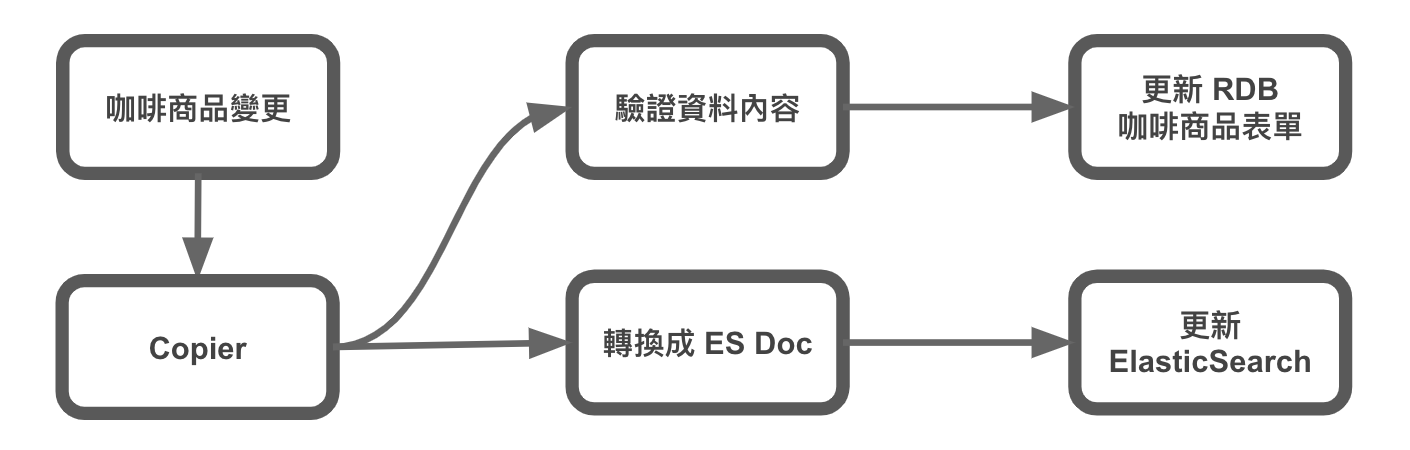 咖啡商品變更
驗證資料內容
更新 RDB
咖啡商品表單
Copier
轉換成 ES Doc
更新
ElasticSearch